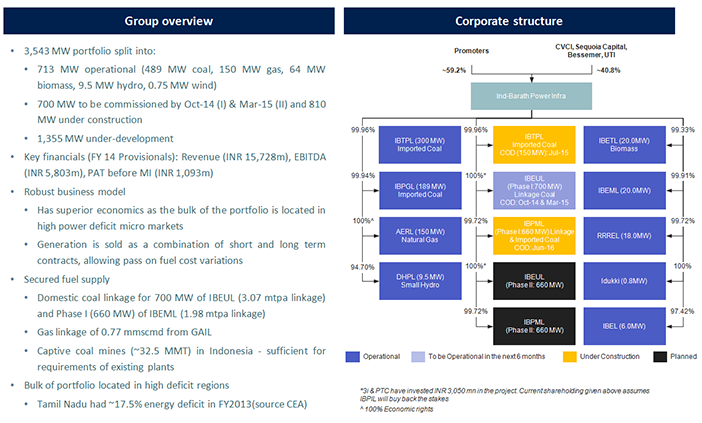 Group overview
• 3,543 MW portfolio split into:
• 713 MW operational (489 MW coal, 150 MW gas, 64 MW
biomass, 9.5 MW hydro, 0.75 MW wind)
• 700 MW to be commissioned by Oct-14 (I) & Mar-15 (II) and 810
MW under construction
• 1,355 MW under-development
• Key financials (FY 14 Provisionals): Revenue (INR 15,728m), EBITDA
(INR 5,803m), PAT before MI (INR 1,093m)
• Robust business model
• Has superior economics as the bulk of the portfolio is located in
high power deficit micro markets
• Generation is sold as a combination of short and long term
contracts, allowing pass on fuel cost variations
• Secured fuel supply
• Domestic coal linkage for 700 MW of IBEUL (3.07 mtpa linkage)
and Phase I (660 MW) of IBEML (1.98 mtpa linkage)
• Gas linkage of 0.77 mmscmd from GAIL
• Captive coal mines (~32.5 MMT) in Indonesia - sufficient for
requirements of existing plants
• Bulk of portfolio located in high deficit regions
• Tamil Nadu had ~17.5% energy deficit in FY2013(source CEA)
Corporate structure
Promoters
CVCI, Sequoia Capital,
Bessemer, UTI
~59.2%
~40.8%
Ind-Barath Power Infra
99.96%
IBTPL (300 MW)
Imported Coal
99.96%
IBTPL
Imported Coal
COD (150 MW): Jul-15
IBETL (20.0MW)
Biomass
99.33%
99.94%
IBPGL (189 MW)
Imported Coal
100%^
IBEUL
(Phase I:700 MW)
Linkage Coal
COD: Oct-14 & Mar-15
IBEML (20.0MW)
99.91%
100%^
AERL (150 MW)
Natural Gas
99.72%
IBPML
(Phase I 660 MW) Linkage
& Imported Coal
COD:Jun-16
RRREL (18.0MW)
99.72%
94.70%
DHPL (9.5 MW)
Small Hydro
100%^
IBEUL
(Phase II: 660 MW)
Idukki (0.8MW)
100%
99.72%
IBPML
(Phase II: 660 MW)
IBEL (6.0MW)
97.42%
Operational
To be Operational in the next 6 months
Under Construction
Planned
*3i & PTC have invested INR 3,050 mn in the project. Current shareholding given above assumes
IBPIL will buy back the stakes
^ 100% Economic rights